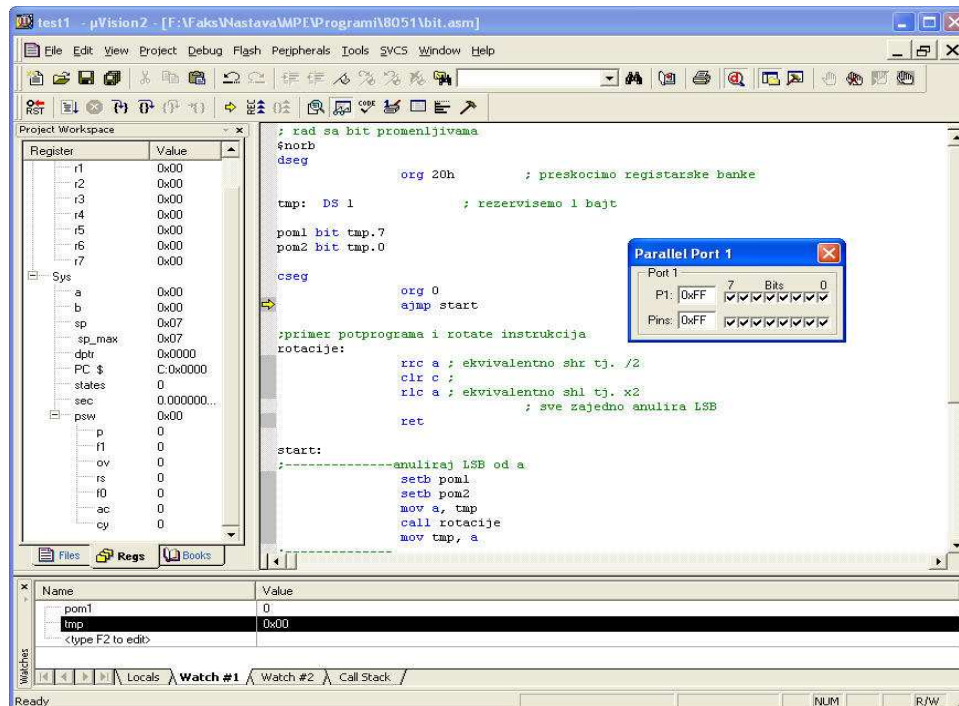 test1 - µVision2 - [F:\Faks\Nastava\MPE\Programi\8051\bit.asm]
File Edit View Project Debug Flash Peripherals Tools SVCS Window Help
RST
CODE
Project Workspace
Register Value
r1 0x00
r2 0x00
r3 0x00
r4 0x00
r5 0x00
r6 0x00
r7 0x00
Sys
a 0x00
b 0x00
sp 0x07
sp_max 0x07
dptr 0x0000
PC $ C:0x0000
states 0
sec 0.000000...
psw 0x00
p 0
f1 0
ov 0
rs 0
f0 0
ac 0
cy 0
Files Regs Books
; rad sa bit promenljivama
$norb
dseg
org 20h ; preskocimo registarske banke
tmp: DS 1 ; rezervisemo 1 bajt
pom1 bit tmp.7
pom2 bit tmp.0
cseg
org 0
ajmp start
;primer potprograma i rotate instrukcija
rotacije:
rrc a ; ekvivalentno shr tj. /2
clr c ;
rlc a ; ekvivalentno shl tj. x2
; sve zajedno anulira LSB
ret
start:
;--------------anuliraj LSB od a
setb pom1
setb pom2
mov a, tmp
call rotacije
mov tmp, a
;--------------
Parallel Port 1
Port 1
7 Bits 0
P1: 0xFF
Pins: 0xFF
Name Value
pom1 0
tmp 0x00
<type F2 to edit>
Watches
Locals Watch #1 Watch #2 Call Stack
Ready NUM R/W